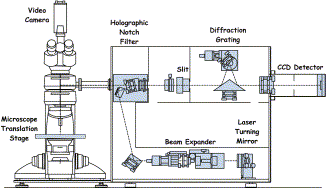 Video
Camera
Holographic
Notch
Filter
Diffraction
Grating
Slit
CCD Detector
Microscope
Translation
Stage
Beam Expander
Laser
Turning
Mirror